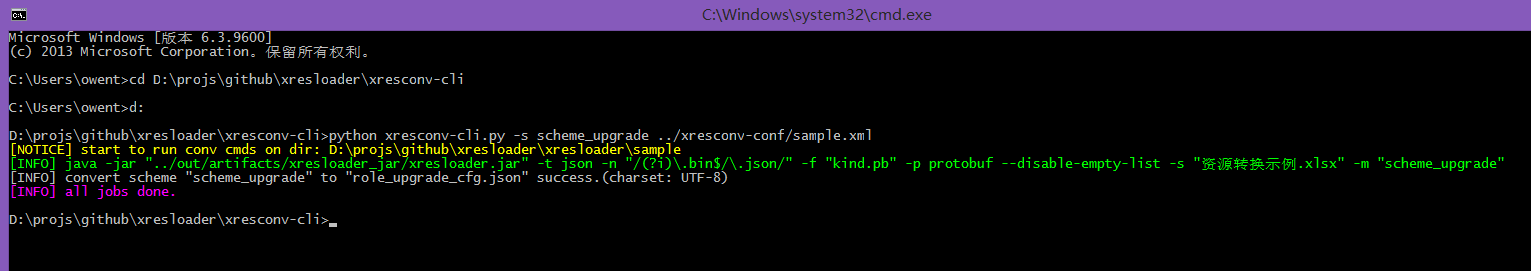 C:\Windows\system32\cmd.exe
Microsoft Windows [版本 6.3.9600]
(c) 2013 Microsoft Corporation。保留所有权利。
C:\Users\owent>cd D:\projs\github\xresloader\xresconv-cli
C:\Users\owent>d:
D:\projs\github\xresloader\xresconv-cli>python xresconv-cli.py -s scheme_upgrade ../xresconv-conf/sample.xml
[NOTICE] start to run conv cmds on dir: D:\projs\github\xresloader\xresloader\sample
[INFO] java -jar "../out/artifacts/xresloader_jar/xresloader.jar" -t json -n "/(?i)\.bin$/\.json/" -f "kind.pb" -p protobuf --disable-empty-list -s "资源转换示例.xlsx" -m "scheme_upgrade"
[INFO] convert scheme "scheme_upgrade" to "role_upgrade_cfg.json" success.(charset: UTF-8)
[INFO] all jobs done.
D:\projs\github\xresloader\xresconv-cli>